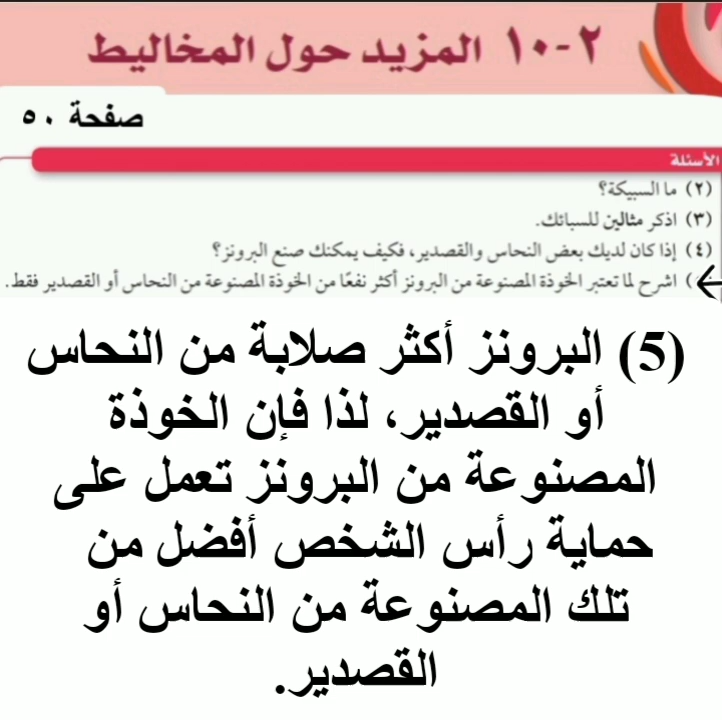 ٢-١٠ المزيد حول المخاليط
صفحة ٥٠
الأسئلة
(٢) ما السبيكة؟
(٣) اذكر مثالين للسبائك.
(٤) إذا كان لديك بعض النحاس والقصدير، فكيف يمكنك صنع البرونز؟
) اشرح لما تعتبر الخوذة المصنوعة من البرونز أكثر نفعًا من الخوذة المصنوعة من النحاس أو القصدير فقط.
(5) البرونز أكثر صلابة من النحاس
أو القصدير، لذا فإن الخوذة
المصنوعة من البرونز تعمل على
حماية رأس الشخص أفضل من
تلك المصنوعة من النحاس أو
القصدير.